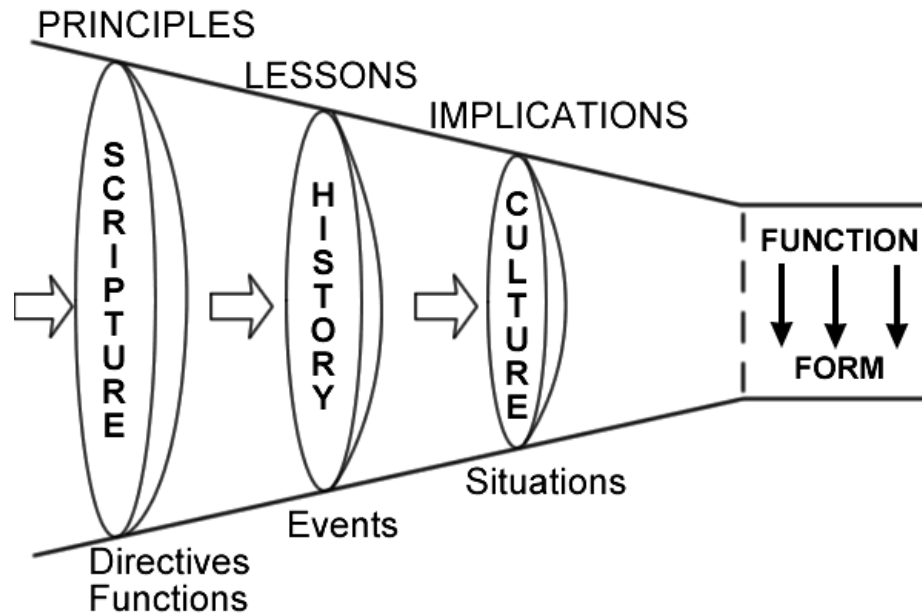 PRINCIPLES
LESSONS
IMPLICATIONS
SCRIPTURE
HISTORY
CULTURE
FUNCTION
FORM
Situations
Events
Directives
Functions